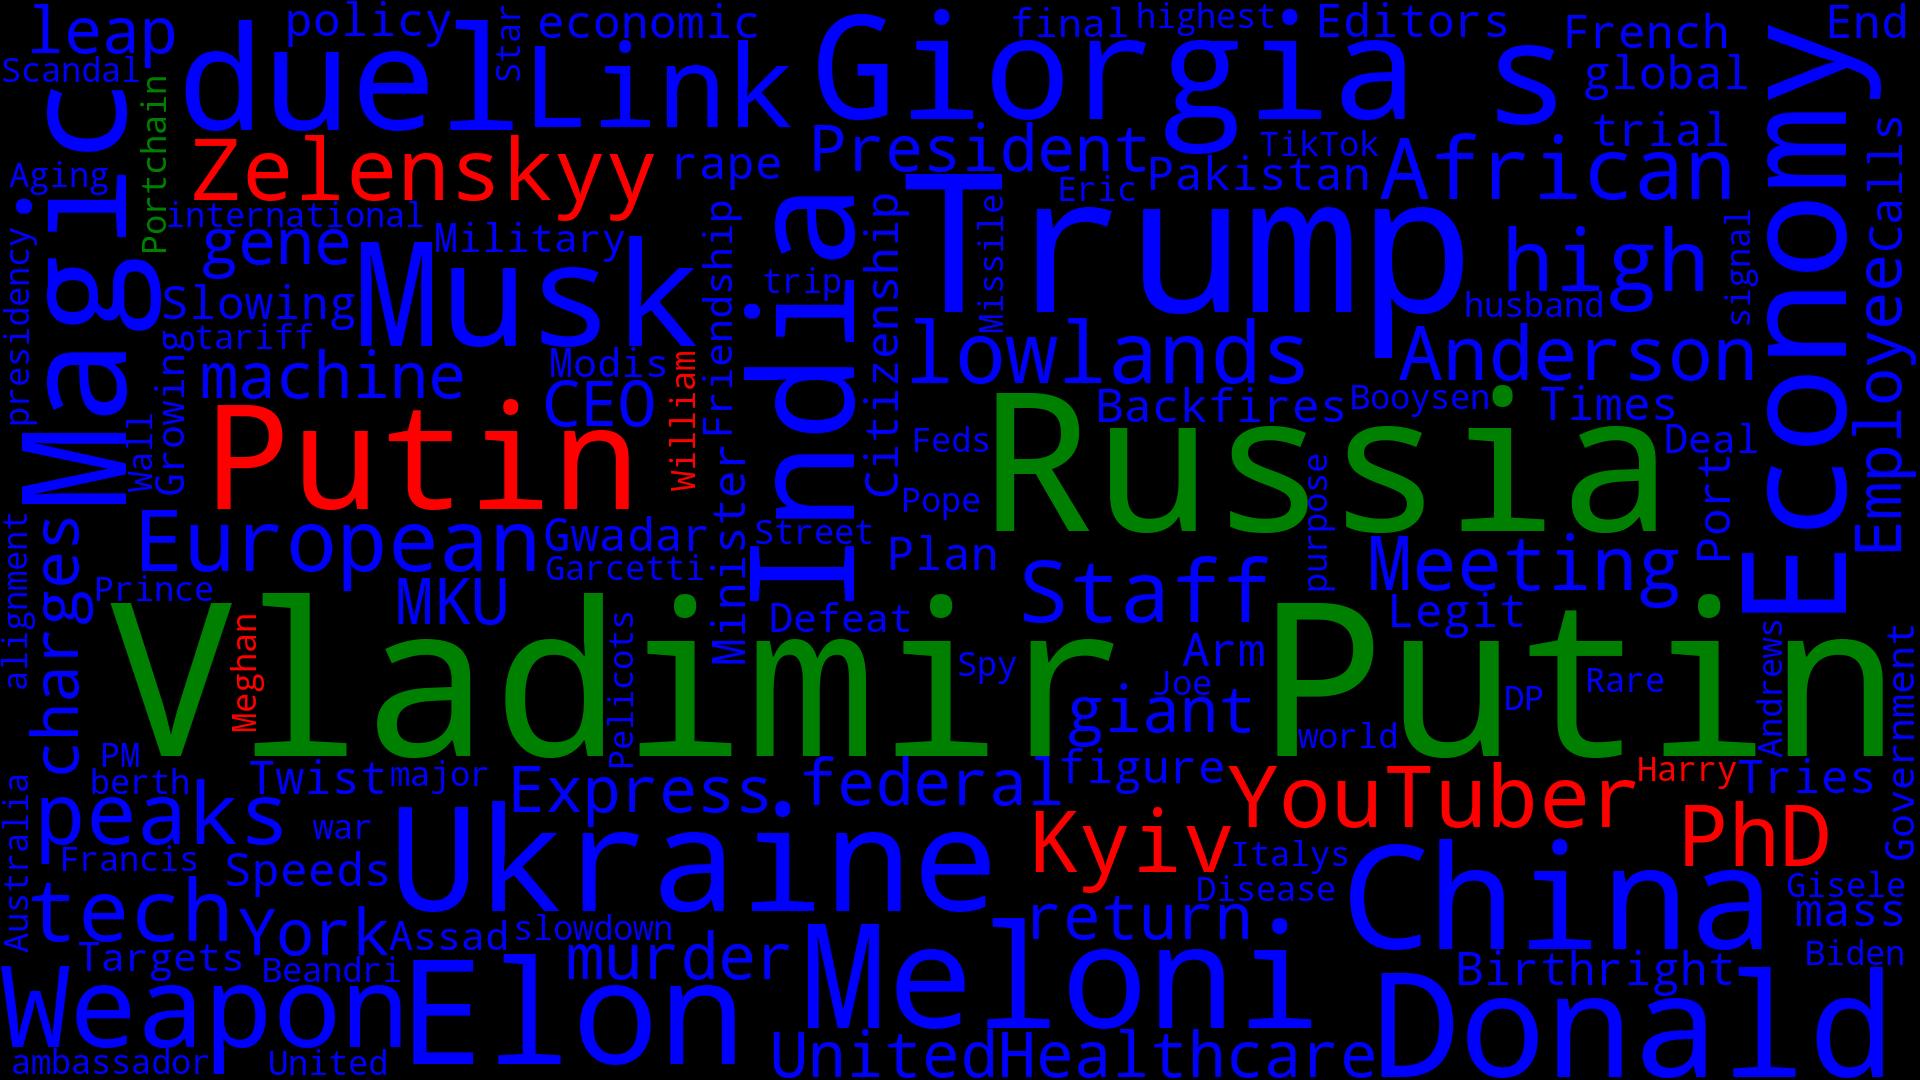 leap
policy
Star
economic
Giorgia s
final
highest
Editors
French
End
Scandal
duel
Link
global
Economy
Magic
Portchain
Zelenskyy
rape
President
TikTok
trial
African
Calls
Aging
Eric
Pakistan
international
gene
Military
Musk
Friendship
India
trip
Citizenship
Trump
Missile
high
signal
presidency
Slowing
husband
tariff
Growing
machine
Modis
CEO
William
lowlands
Anderson
Employee
Wall
Putin
Backfires
Booysen
Times
Feds
Russia
Deal
Pope
purpose
Port
alignment
charges
European
Gwadar
Minister
Street
Plan
Staff
Meeting
Garcetti
Prince
MKU
Defeat
Legit
Vladimir Putin
Meghan
Pelicots
Spy
Arm
Joe
giant
DP
Rare
Andrews
Government
world
PM
berth
Twist
major
Express
federal
figure
YouTuber
Harry
Tries
Australia
peaks
war
Ukraine
Kyiv
PhD
Francis
Speeds
Italys
China
Disease
Gisele
tech
York
Assad
slowdown
return
mass
Targets
murder
Meloni
Biden
Beandri
Birthright
Weapon
Elon
Donald
ambassador
United
UnitedHealthcare